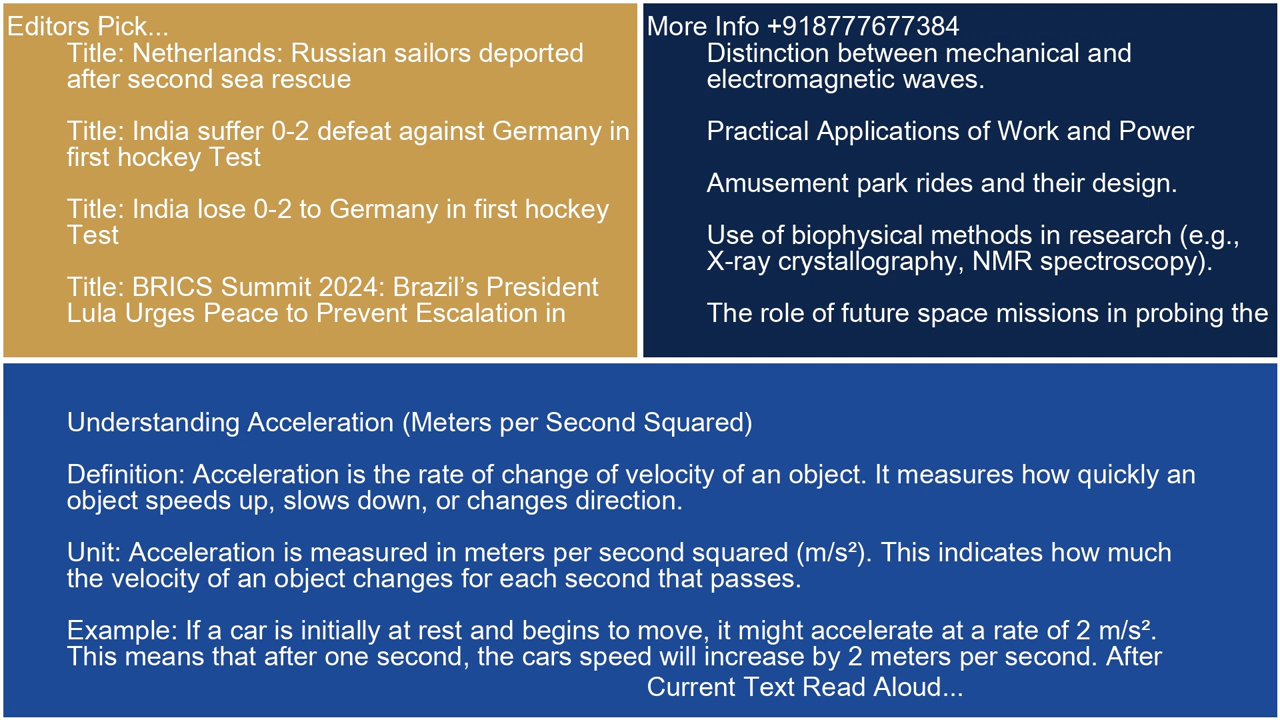 Editors Pick...
Title: Netherlands: Russian sailors deported
after second sea rescue
Title: India suffer 0-2 defeat against Germany in
first hockey Test
Title: India lose 0-2 to Germany in first hockey
Test
Title: BRICS Summit 2024: Brazil’s President
Lula Urges Peace to Prevent Escalation in
More Info +918777677384
Distinction between mechanical and
electromagnetic waves.
Practical Applications of Work and Power
Amusement park rides and their design.
Use of biophysical methods in research (e.g.,
X-ray crystallography, NMR spectroscopy).
The role of future space missions in probing the
Understanding Acceleration (Meters per Second Squared)
Definition: Acceleration is the rate of change of velocity of an object. It measures how quickly an
object speeds up, slows down, or changes direction.
Unit: Acceleration is measured in meters per second squared (m/s²). This indicates how much
the velocity of an object changes for each second that passes.
Example: If a car is initially at rest and begins to move, it might accelerate at a rate of 2 m/s².
This means that after one second, the cars speed will increase by 2 meters per second. After
Current Text Read Aloud...